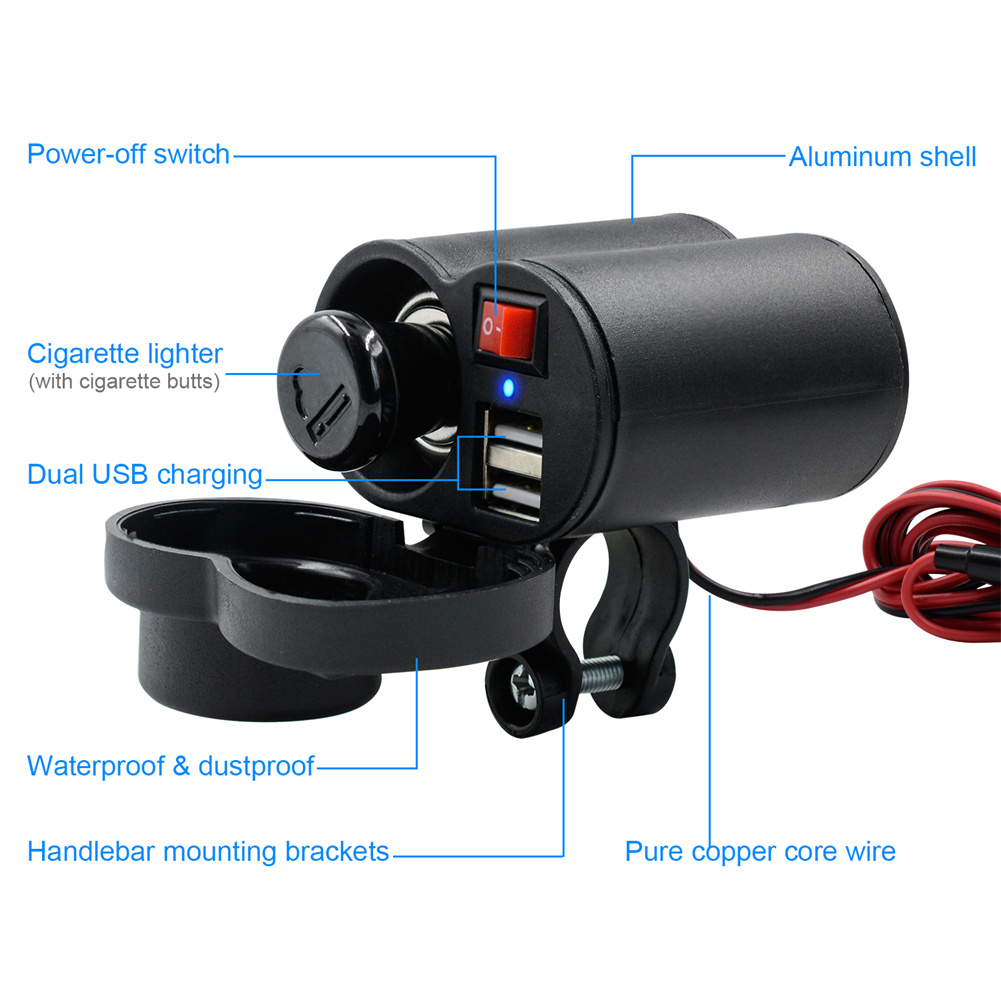 Power-off switch
Aluminum shell
Cigarette lighter
(with cigarette butts)
Dual USB charging
Waterproof & dustproof
Handlebar mounting brackets
Pure copper core wire